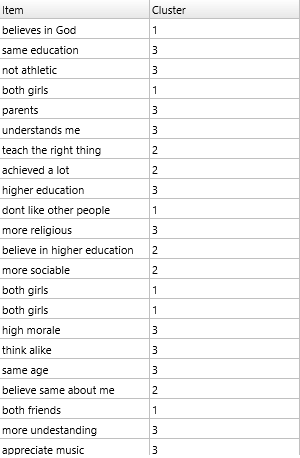 Item Cluster
believes in God 1
same education 3
not athletic 3
both girls 1
parents 3
understands me 3
teach the right thing 2
achieved a lot 2
higher education 3
dont like other people 1
more religious 3
believe in higher education 2
more sociable 2
both girls 1
both girls 1
high morale 3
think alike 3
same age 3
believe same about me 2
both friends 1
more undestanding 3
appreciate music 3